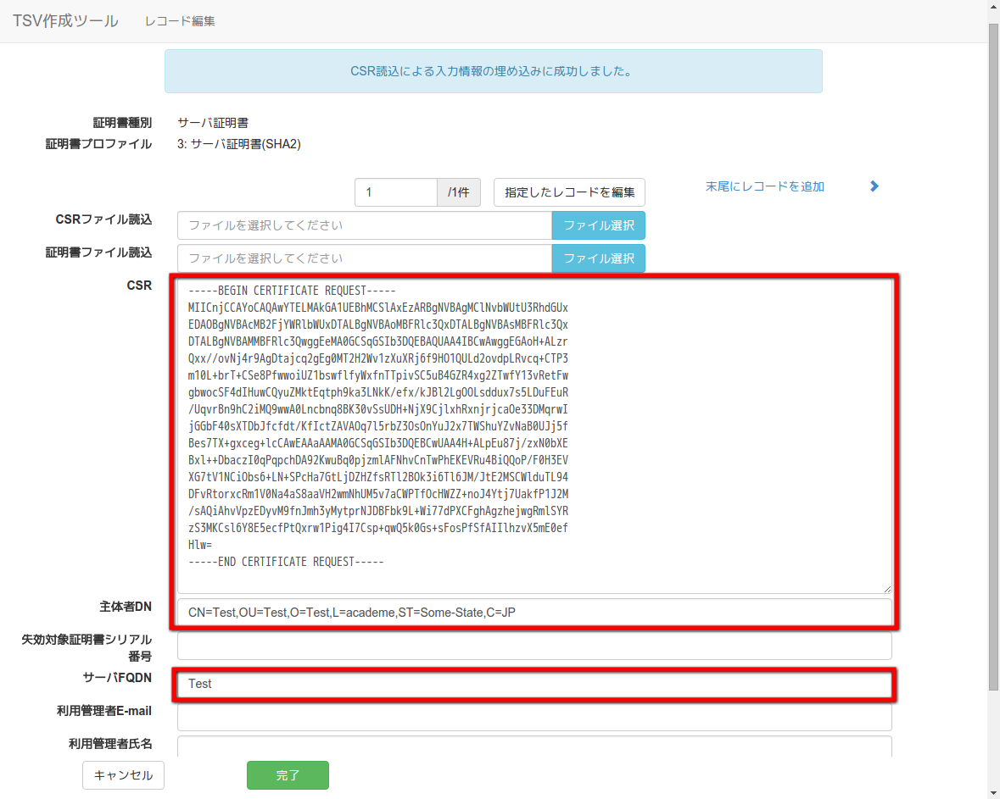 TSV作成ツール レコード編集
CSR読込による入力情報の埋め込みに成功しました。
証明書種別 サーバ証明書
証明書プロファイル 3: サーバ証明書(SHA2)
1 /1件 指定したレコードを編集 末尾にレコードを追加
CSRファイル読込 ファイルを選択してください ファイル選択
証明書ファイル読込 ファイルを選択してください ファイル選択
CSR
-----BEGIN CERTIFICATE REQUEST-----
MIICnjCCAYoCAQAwYTELMAkGA1UEBhMCSlAxEzARBgNVBAgMClNvbWUtU3RhdGUx
EDAOBgNVBAcMB2FjYWRlbWUxDTALBgNVBAoMBFRlc3QxDTALBgNVBAsMBFRlc3Qx
DTALBgNVBAMMBFRlc3QwggEeMA0GCSqGSIb3DQEBAQUAA4IBCwAwggEGAoH+ALzr
Qxx//ovNj4r9AgDtajcq2gEg0MT2H2Wv1zXuXRj6f9HO1QULd2ovdpLRvcq+CTP3
m10L+brT+CSe8PfwwoiUZ1bswflfyWxfnTTpivSC5uB4GZR4xg2ZTwfY13vRetFw
gbwocSF4dIHuwCQyuZMktEqtph9ka3LNkK/efx/kJBl2LgOOLsddux7s5LDuFEuR
/UqvrBn9hC2iMQ9wwA0Lncbnq8BK30vSsUDH+NjX9CjlxhRxnjrjcaOe33DMqrwI
jGGbF40sXTDbJfcfdt/KfIctZAVAOq7l5rbZ3OsOnYuJ2x7TWShuYZvNaB0UJj5f
Bes7TX+gxceg+lcCAwEAAaAAMA0GCSqGSIb3DQEBCwUAA4H+ALpEu87j/zxN0bXE
Bxl++DbaczI0qPqpchDA92KwuBq0pjzmlAFNhvCnTwPhEKEVRu4BiQQoP/F0H3EV
XG7tV1NCiObs6+LN+SPcHa7GtLjDZHZfsRTl2BOk3i6Tl6JM/JtE2MSCWlduTL94
DFvRtorxcRm1V0Na4aS8aaVH2wmNhUM5v7aCWPTfOcHWZZ+noJ4Ytj7UakfP1J2M
/sAQiAhvVpzEDyvM9fnJmh3yMytprNJDBFbk9L+Wi77dPXCFghAgzhejwgRmlSYR
zS3MKCsl6Y8E5ecfPtQxrw1Pig4I7Csp+qwQ5k0Gs+sFosPfSfAIIlhzvX5mE0ef
Hlw=
-----END CERTIFICATE REQUEST-----
主体者DN CN=Test,OU=Test,O=Test,L=academe,ST=Some-State,C=JP
失効対象証明書シリアル
番号
サーバFQDN Test
利用管理者E-mail
利用管理者氏名
キャンセル 完了